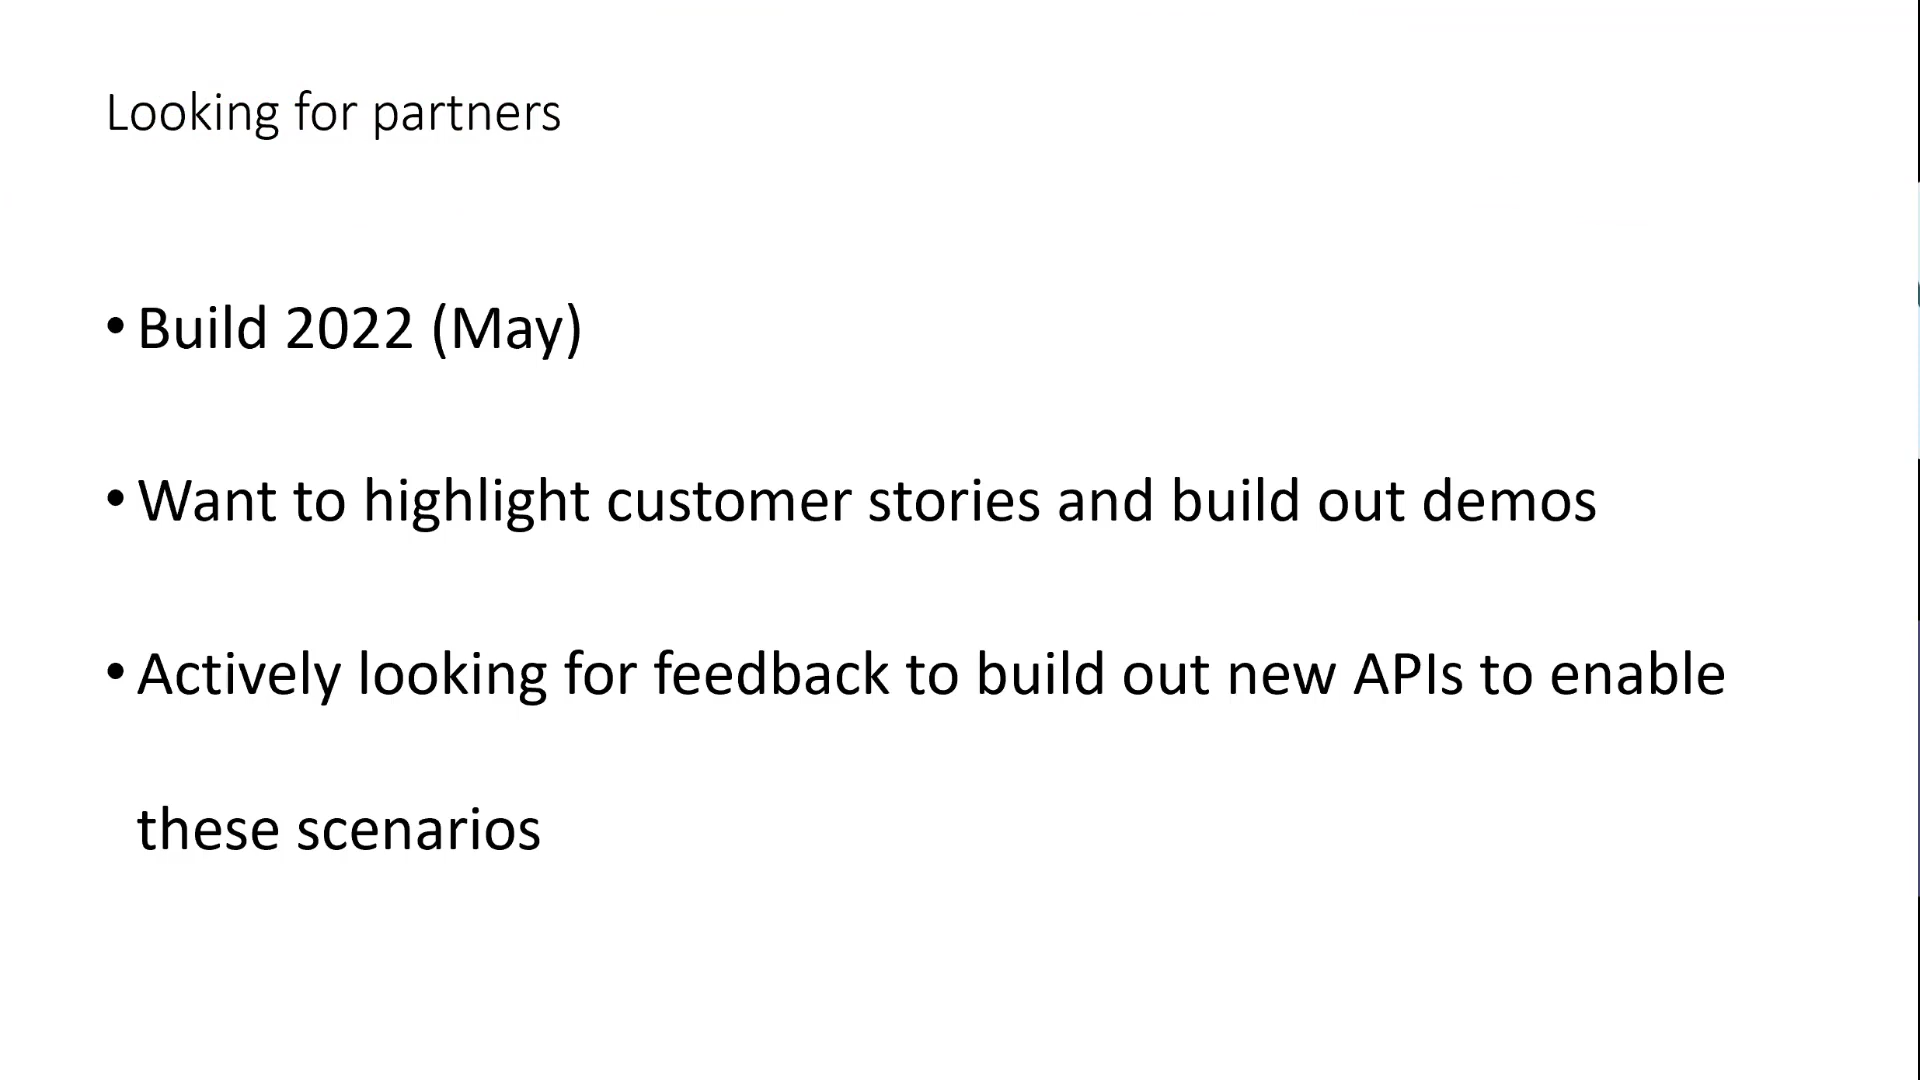 Looking for partners
• Build 2022 (May)
• Want to highlight customer stories and build out demos
• Actively looking for feedback to build out new APIs to enable
these scenarios